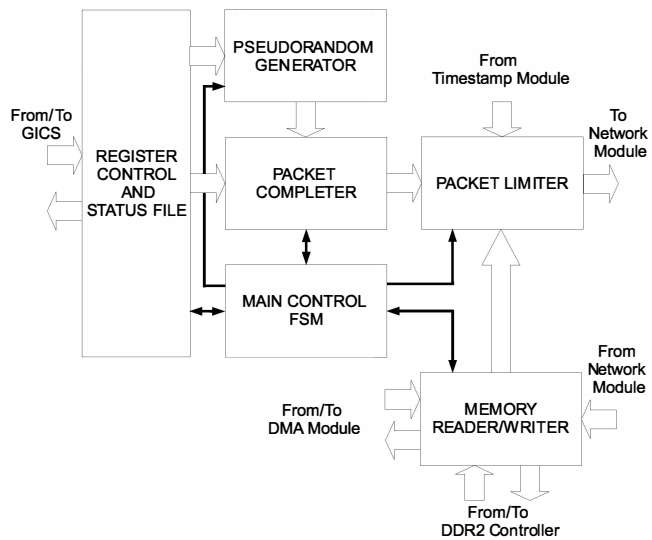 PSEUDORANDOM
GENERATOR
From
Timestamp Module
From/To
GICS
To
Network
Module
REGISTER
CONTROL
AND
STATUS FILE
PACKET
COMPLETER
PACKET LIMITER
MAIN CONTROL
FSM
From
Network
Module
From/To
DMA Module
MEMORY
READER/WRITER
From/To
DDR2 Controller